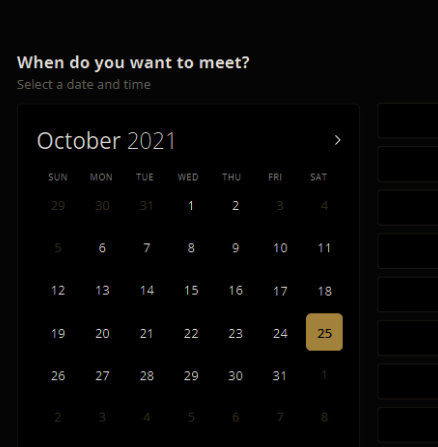 When do you want to meet?
Select a date and time
October 2021
SUN MON TUE WED THU FRI SAT
29 30 31 1 2 3 4
5 6 7 8 9 10 11
12 13 14 15 16 17 18
19 20 21 22 23 24 25
26 27 28 29 30 31 1
2 3 4 5 6 7 8